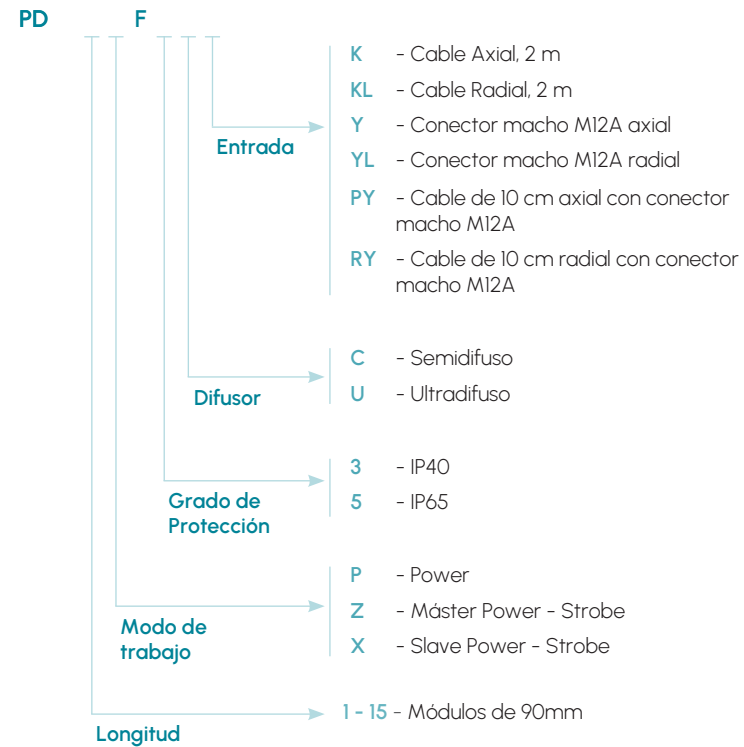 PD F
K - Cable Axial, 2 m
KL - Cable Radial, 2 m
Y - Conector macho M12A axial
Entrada
YL - Conector macho M12A radial
PY - Cable de 10 cm axial con conector
macho M12A
RY - Cable de 10 cm radial con conector
macho M12A
C - Semidifuso
Difusor
U - Ultradifuso
3 - IP40
Grado de
Protección
5 - IP65
P - Power
Z - Máster Power - Strobe
Modo de
trabajo
X - Slave Power - Strobe
1 - 15 - Módulos de 90mm
Longitud